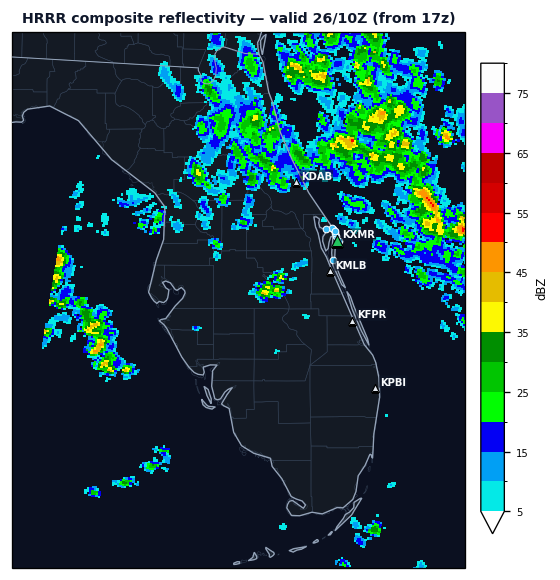 HRRR composite reflectivity — valid 26/10Z (from 17z)
KDAB
KXMR
KMLB
KFPR
KPBI
75
65
55
45
35
25
15
5
dBZ